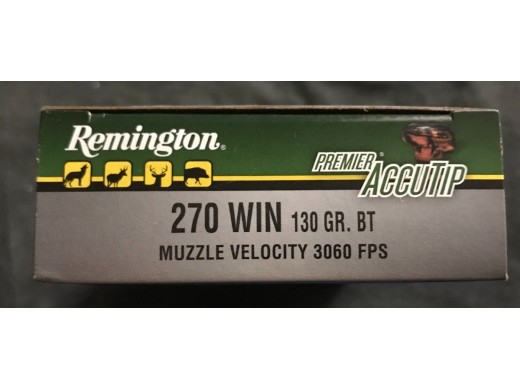 Remington®
PREMIER®
ACCUTIP
270 WIN 130 GR. BT
MUZZLE VELOCITY 3060 FPS